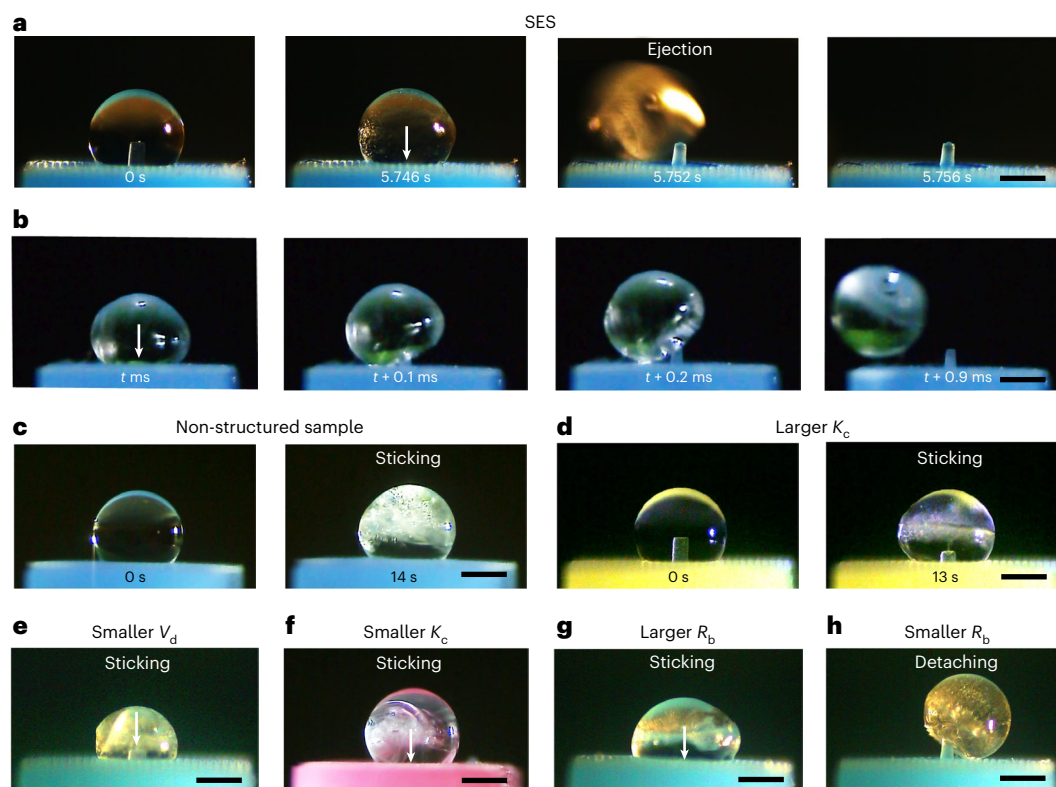 a
SES
Ejection
0 s
5.746 s
5.752 s
5.756 s
b
t ms
t + 0.1 ms
t + 0.2 ms
t + 0.9 ms
c
Non-structured sample
d
Larger Kc
Sticking
Sticking
0 s
14 s
0 s
13 s
e
Smaller Vd
f
Smaller Kc
g
Larger Rb
h
Smaller Rb
Sticking
Sticking
Sticking
Detaching